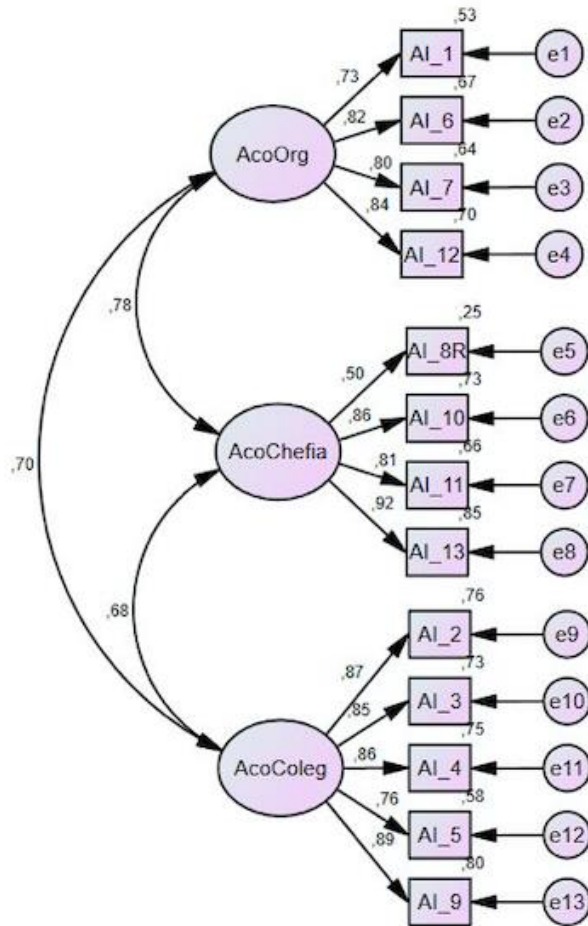 ,53
AI_1
e1
,73
,67
,82
AI_6
e2
,64
AcoOrg
,80
AI_7
e3
,84
,70
AI_12
e4
,78
,25
AI_8R
e5
,50
,73
,86
AI_10
e6
,66
AcoChefia
,81
AI_11
e7
,70
,92
,85
AI_13
e8
,68
,76
AI_2
e9
,87
,73
,85
AI_3
e10
,75
AcoColeg
,86
AI_4
e11
,76
,58
AI_5
e12
,89
,80
AI_9
e13